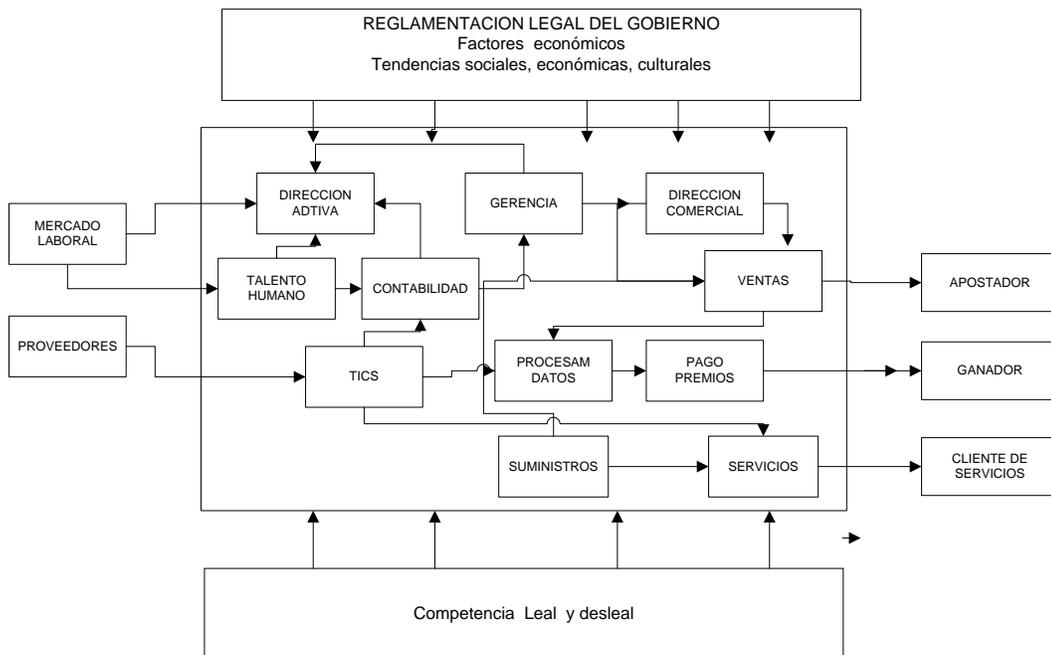 REGLAMENTACION LEGAL DEL GOBIERNO
Factores económicos
Tendencias sociales, económicas, culturales
MERCADO
LABORAL
PROVEEDORES
DIRECCION
ADTIVA
GERENCIA
DIRECCION
COMERCIAL
TALENTO
HUMANO
CONTABILIDAD
VENTAS
TICS
PROCESAM
DATOS
PAGO
PREMIOS
SUMINISTROS
SERVICIOS
APOSTADOR
GANADOR
CLIENTE DE
SERVICIOS
Competencia Leal y desleal